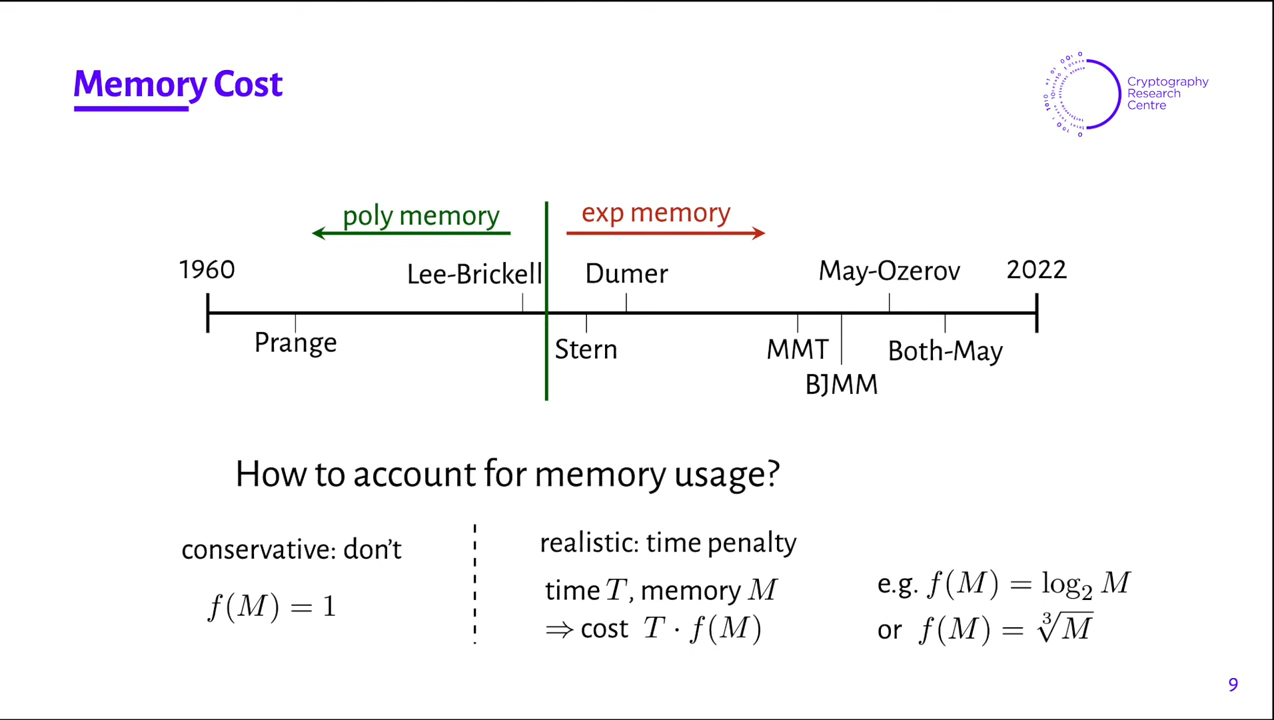 Memory Cost
Cryptography
Research
Centre
poly memory
exp memory
1960
Lee-Brickell
Dumer
May-Ozerov
2022
Prange
Stern
MMT
Both-May
BJMM
How to account for memory usage?
conservative: don't
f(M) = 1
realistic: time penalty
time T, memory M
⇒ cost T · f(M)
e.g. f(M) = log₂ M
or f(M) = ∛M
9